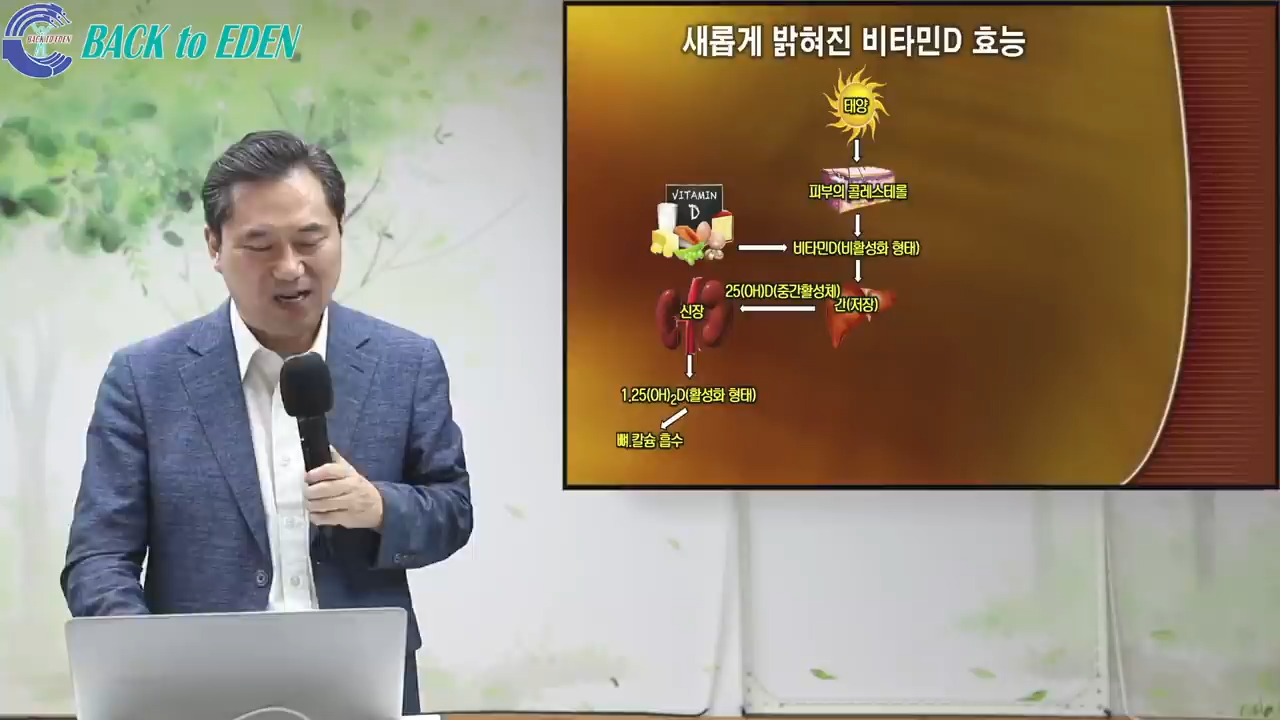 BACK TO EDEN
BACK to EDEN
새롭게 밝혀진 비타민D 효능
태양
피부의 콜레스테롤
VITAMIN
D
비타민D(비활성화 형태)
25(OH)D(중간활성체)
간(저장)
신장
1.25(OH)₂D(활성화 형태)
뼈.칼슘 흡수